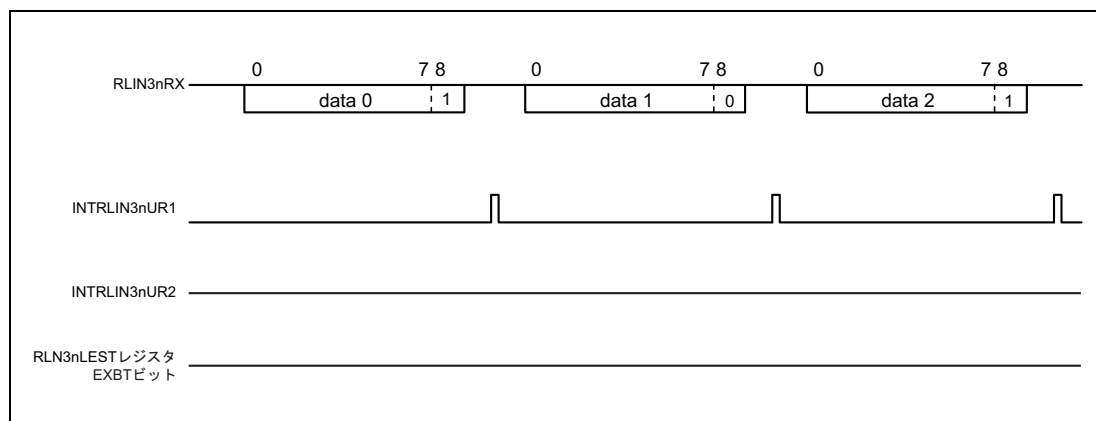 0 7 8 0 7 8 0 7 8
RLIN3nRX
data 0 1 data 1 0 data 2 1
INTRLIN3nUR1
INTRLIN3nUR2
RLN3nLESTレジスタ
EXBTビット